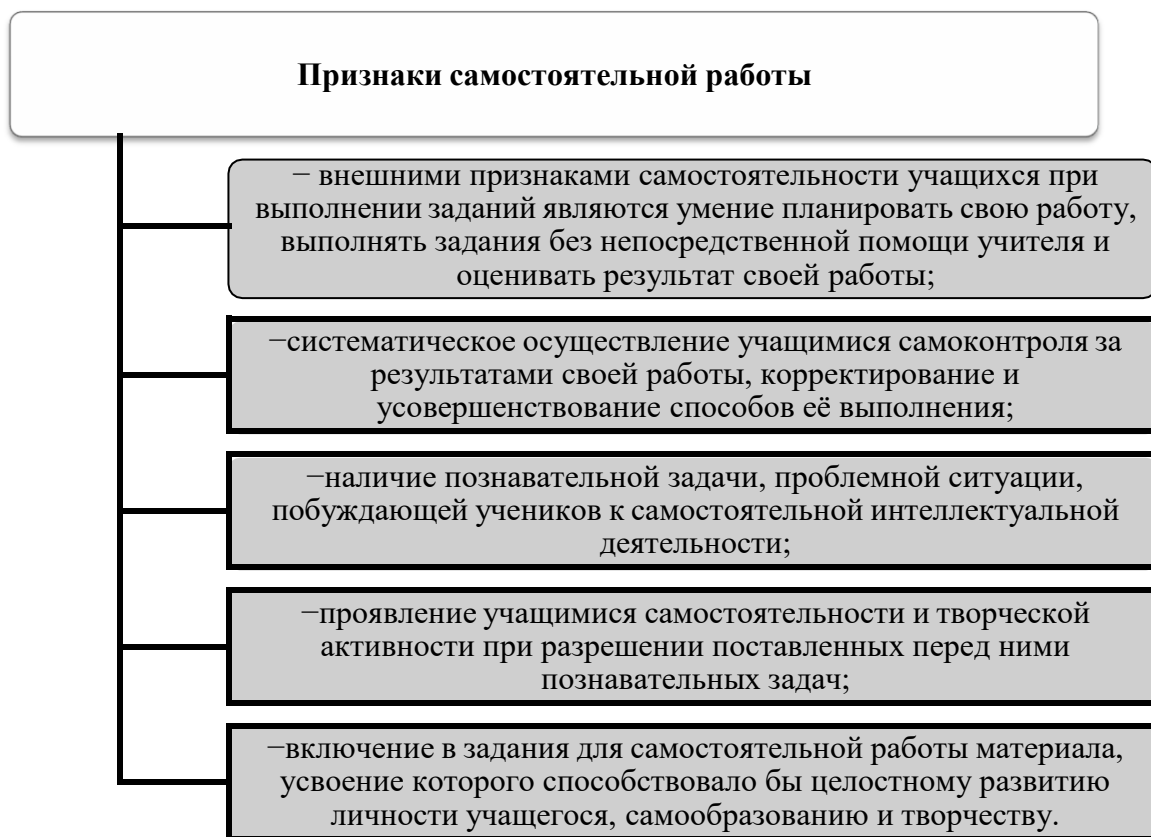 Признаки самостоятельной работы
− внешними признаками самостоятельности учащихся при
выполнении заданий являются умение планировать свою работу,
выполнять задания без непосредственной помощи учителя и
оценивать результат своей работы;
−систематическое осуществление учащимися самоконтроля за
результатами своей работы, корректирование и
усовершенствование способов её выполнения;
−наличие познавательной задачи, проблемной ситуации,
побуждающей учеников к самостоятельной интеллектуальной
деятельности;
−проявление учащимися самостоятельности и творческой
активности при разрешении поставленных перед ними
познавательных задач;
−включение в задания для самостоятельной работы материала,
усвоение которого способствовало бы целостному развитию
личности учащегося, самообразованию и творчеству.